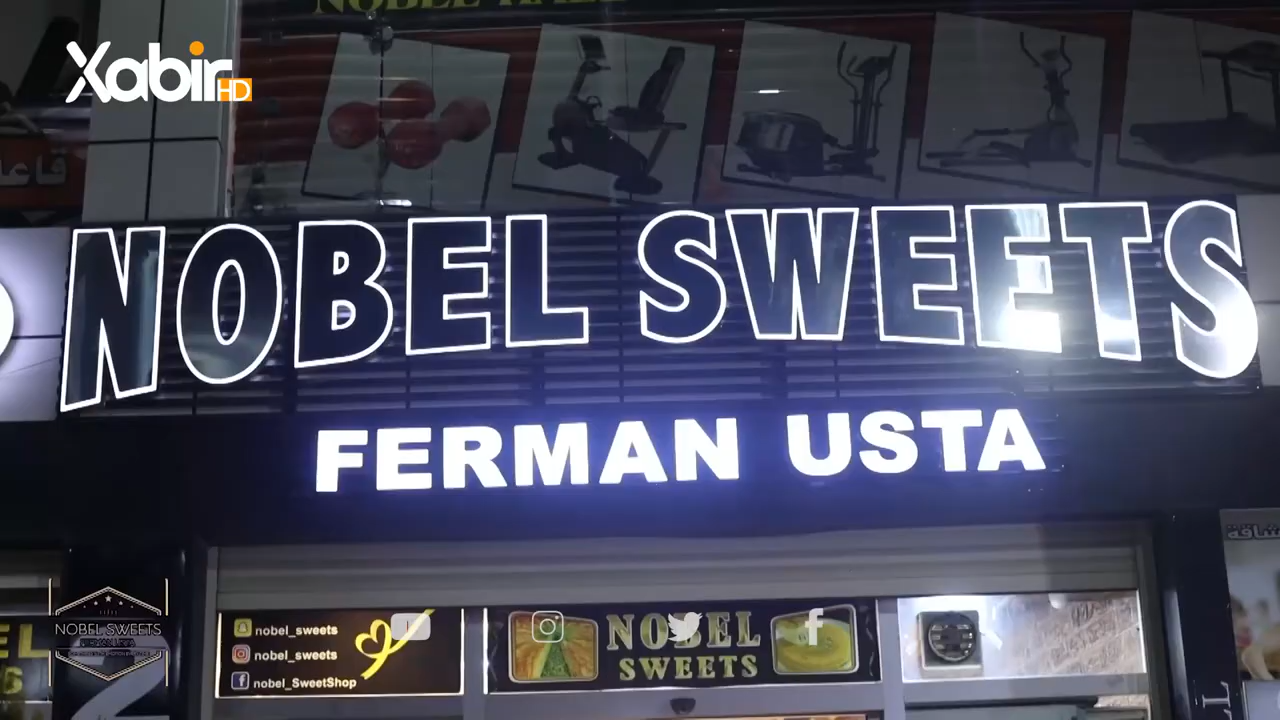 Xabir HD
NOBEL SWEETS
FERMAN USTA
nobel_sweets
nobel_sweets
nobel_SweetShop
NOBEL
SWEETS
NOBEL SWEETS